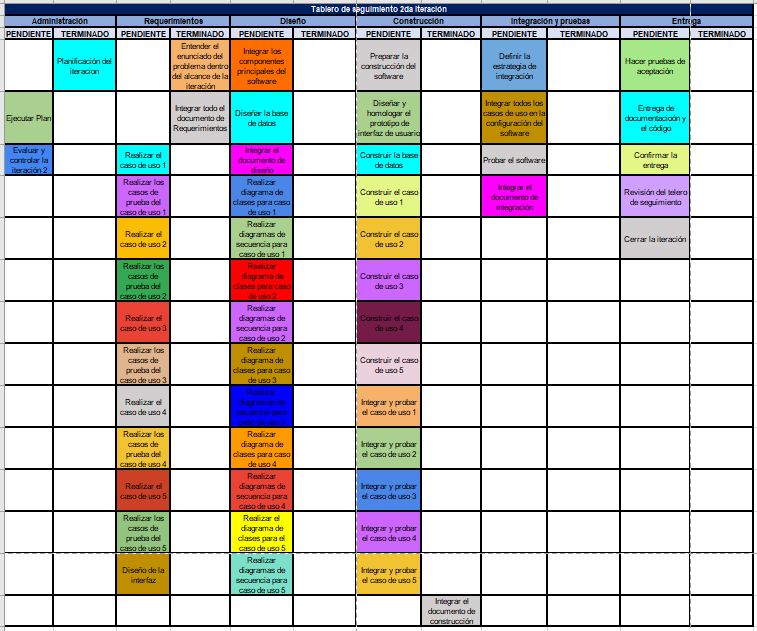 Tablero de seguimiento 2da iteración
Administración Requerimientos Diseño Construcción Integración y pruebas Entrega
PENDIENTE TERMINADO PENDIENTE TERMINADO PENDIENTE TERMINADO PENDIENTE TERMINADO PENDIENTE TERMINADO PENDIENTE TERMINADO
Planificación del
iteracion
Entender el
enunciado del
problema dentro
del alcance de la
iteración
Integrar los
componentes
principales del
software
Preparar la
construcción del
software
Definir la
estrategia de
integración
Hacer pruebas de
aceptación
Ejecutar Plan
Integrar todo el
documento de
Requerimientos
Diseñar la base
de datos
Diseñar y
homologar el
prototipo de
interfaz de usuario
Integrar todos los
casos de uso en la
configuración del
software
Entrega de
documentación y
el código
Evaluar y
controlar la
iteración 2
Realizar el
caso de uso 1
Integrar el
documento de
diseño
Construir la base
de datos
Probar el software
Confirmar la
entrega
Realizar los
casos de
prueba del
caso de uso 1
Realizar
diagrama de
clases para caso
de uso 1
Construir el caso
de uso 1
Integrar el
documento de
integración
Revisión del telero
de seguimiento
Realizar el
caso de uso 2
Realizar
diagramas de
secuencia para
caso de uso 1
Construir el caso
de uso 2
Cerrar la iteración
Realizar los
casos de
prueba del
caso de uso 2
Realizar
diagrama de
clases para caso
de uso 2
Construir el caso
de uso 3
Realizar el
caso de uso 3
Realizar
diagramas de
secuencia para
caso de uso 2
Construir el caso
de uso 4
Realizar los
casos de
prueba del
caso de uso 3
Realizar
diagrama de
clases para caso
de uso 3
Construir el caso
de uso 5
Realizar el
caso de uso 4
Realizar
diagramas de
secuencia para
caso de uso 3
Integrar y probar
el caso de uso 1
Realizar los
casos de
prueba del
caso de uso 4
Realizar
diagrama de
clases para caso
de uso 4
Integrar y probar
el caso de uso 2
Realizar el
caso de uso 5
Realizar
diagramas de
secuencia para
caso de uso 4
Integrar y probar
el caso de uso 3
Realizar los
casos de
prueba del
caso de uso 5
Realizar el
diagrama de
clases para el
caso de uso 5
Integrar y probar
el caso de uso 4
Diseño de la
interfaz
Realizar
diagramas de
secuencia para
caso de uso 5
Integrar y probar
el caso de uso 5
Integrar el
documento de
construcción